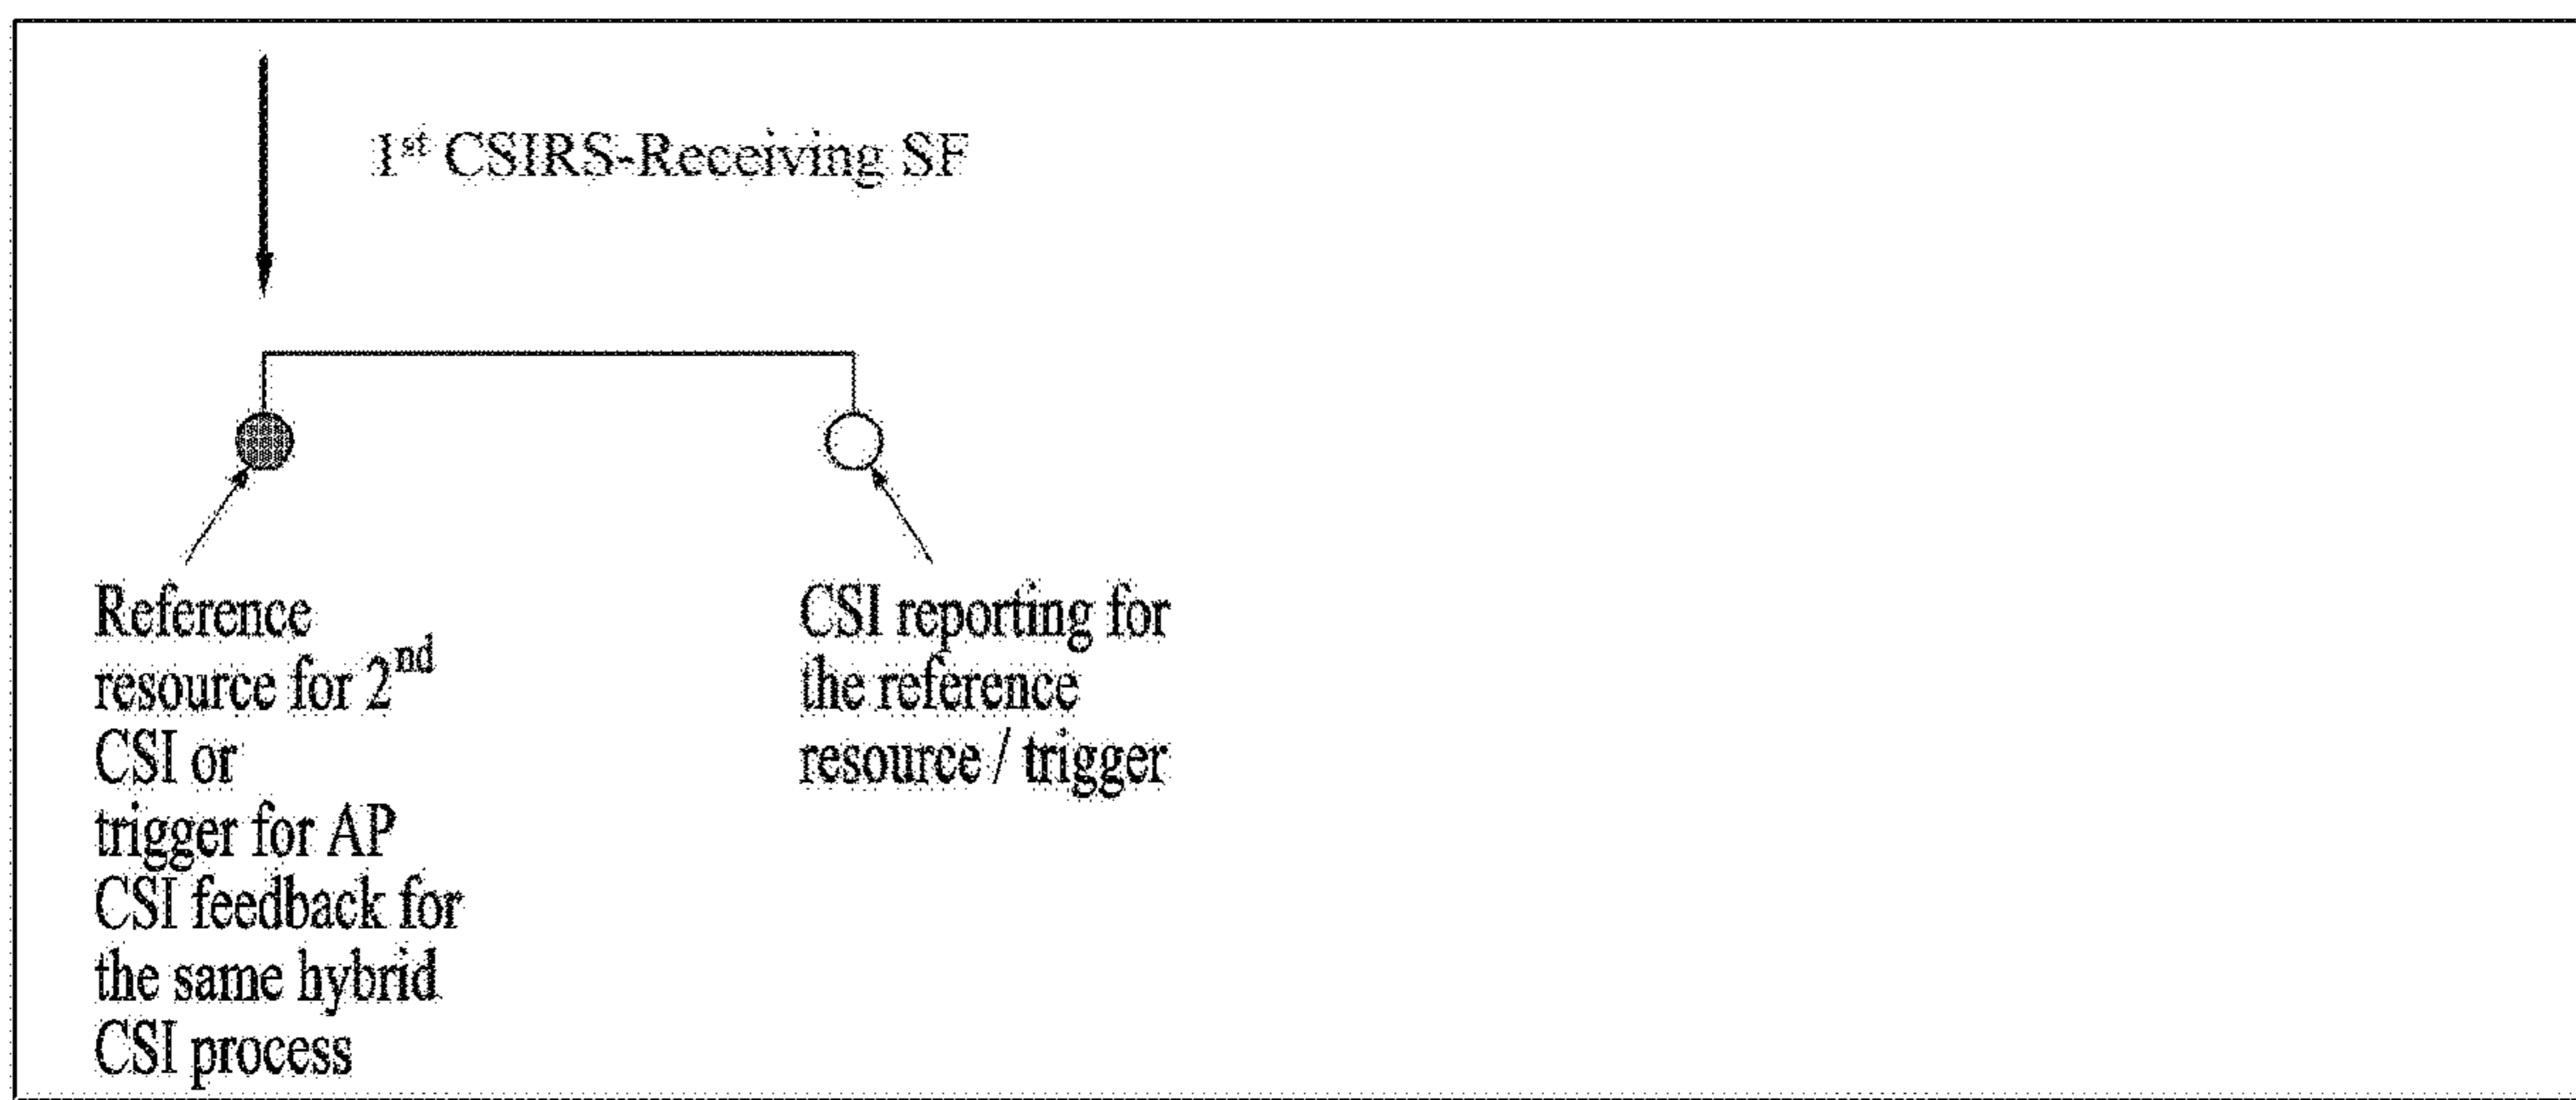 1st CSIRS-Receiving SF
Reference
resource for 2nd
CSI or
trigger for AP
CSI feedback for
the same hybrid
CSI process
CSI reporting for
the reference
resource / trigger